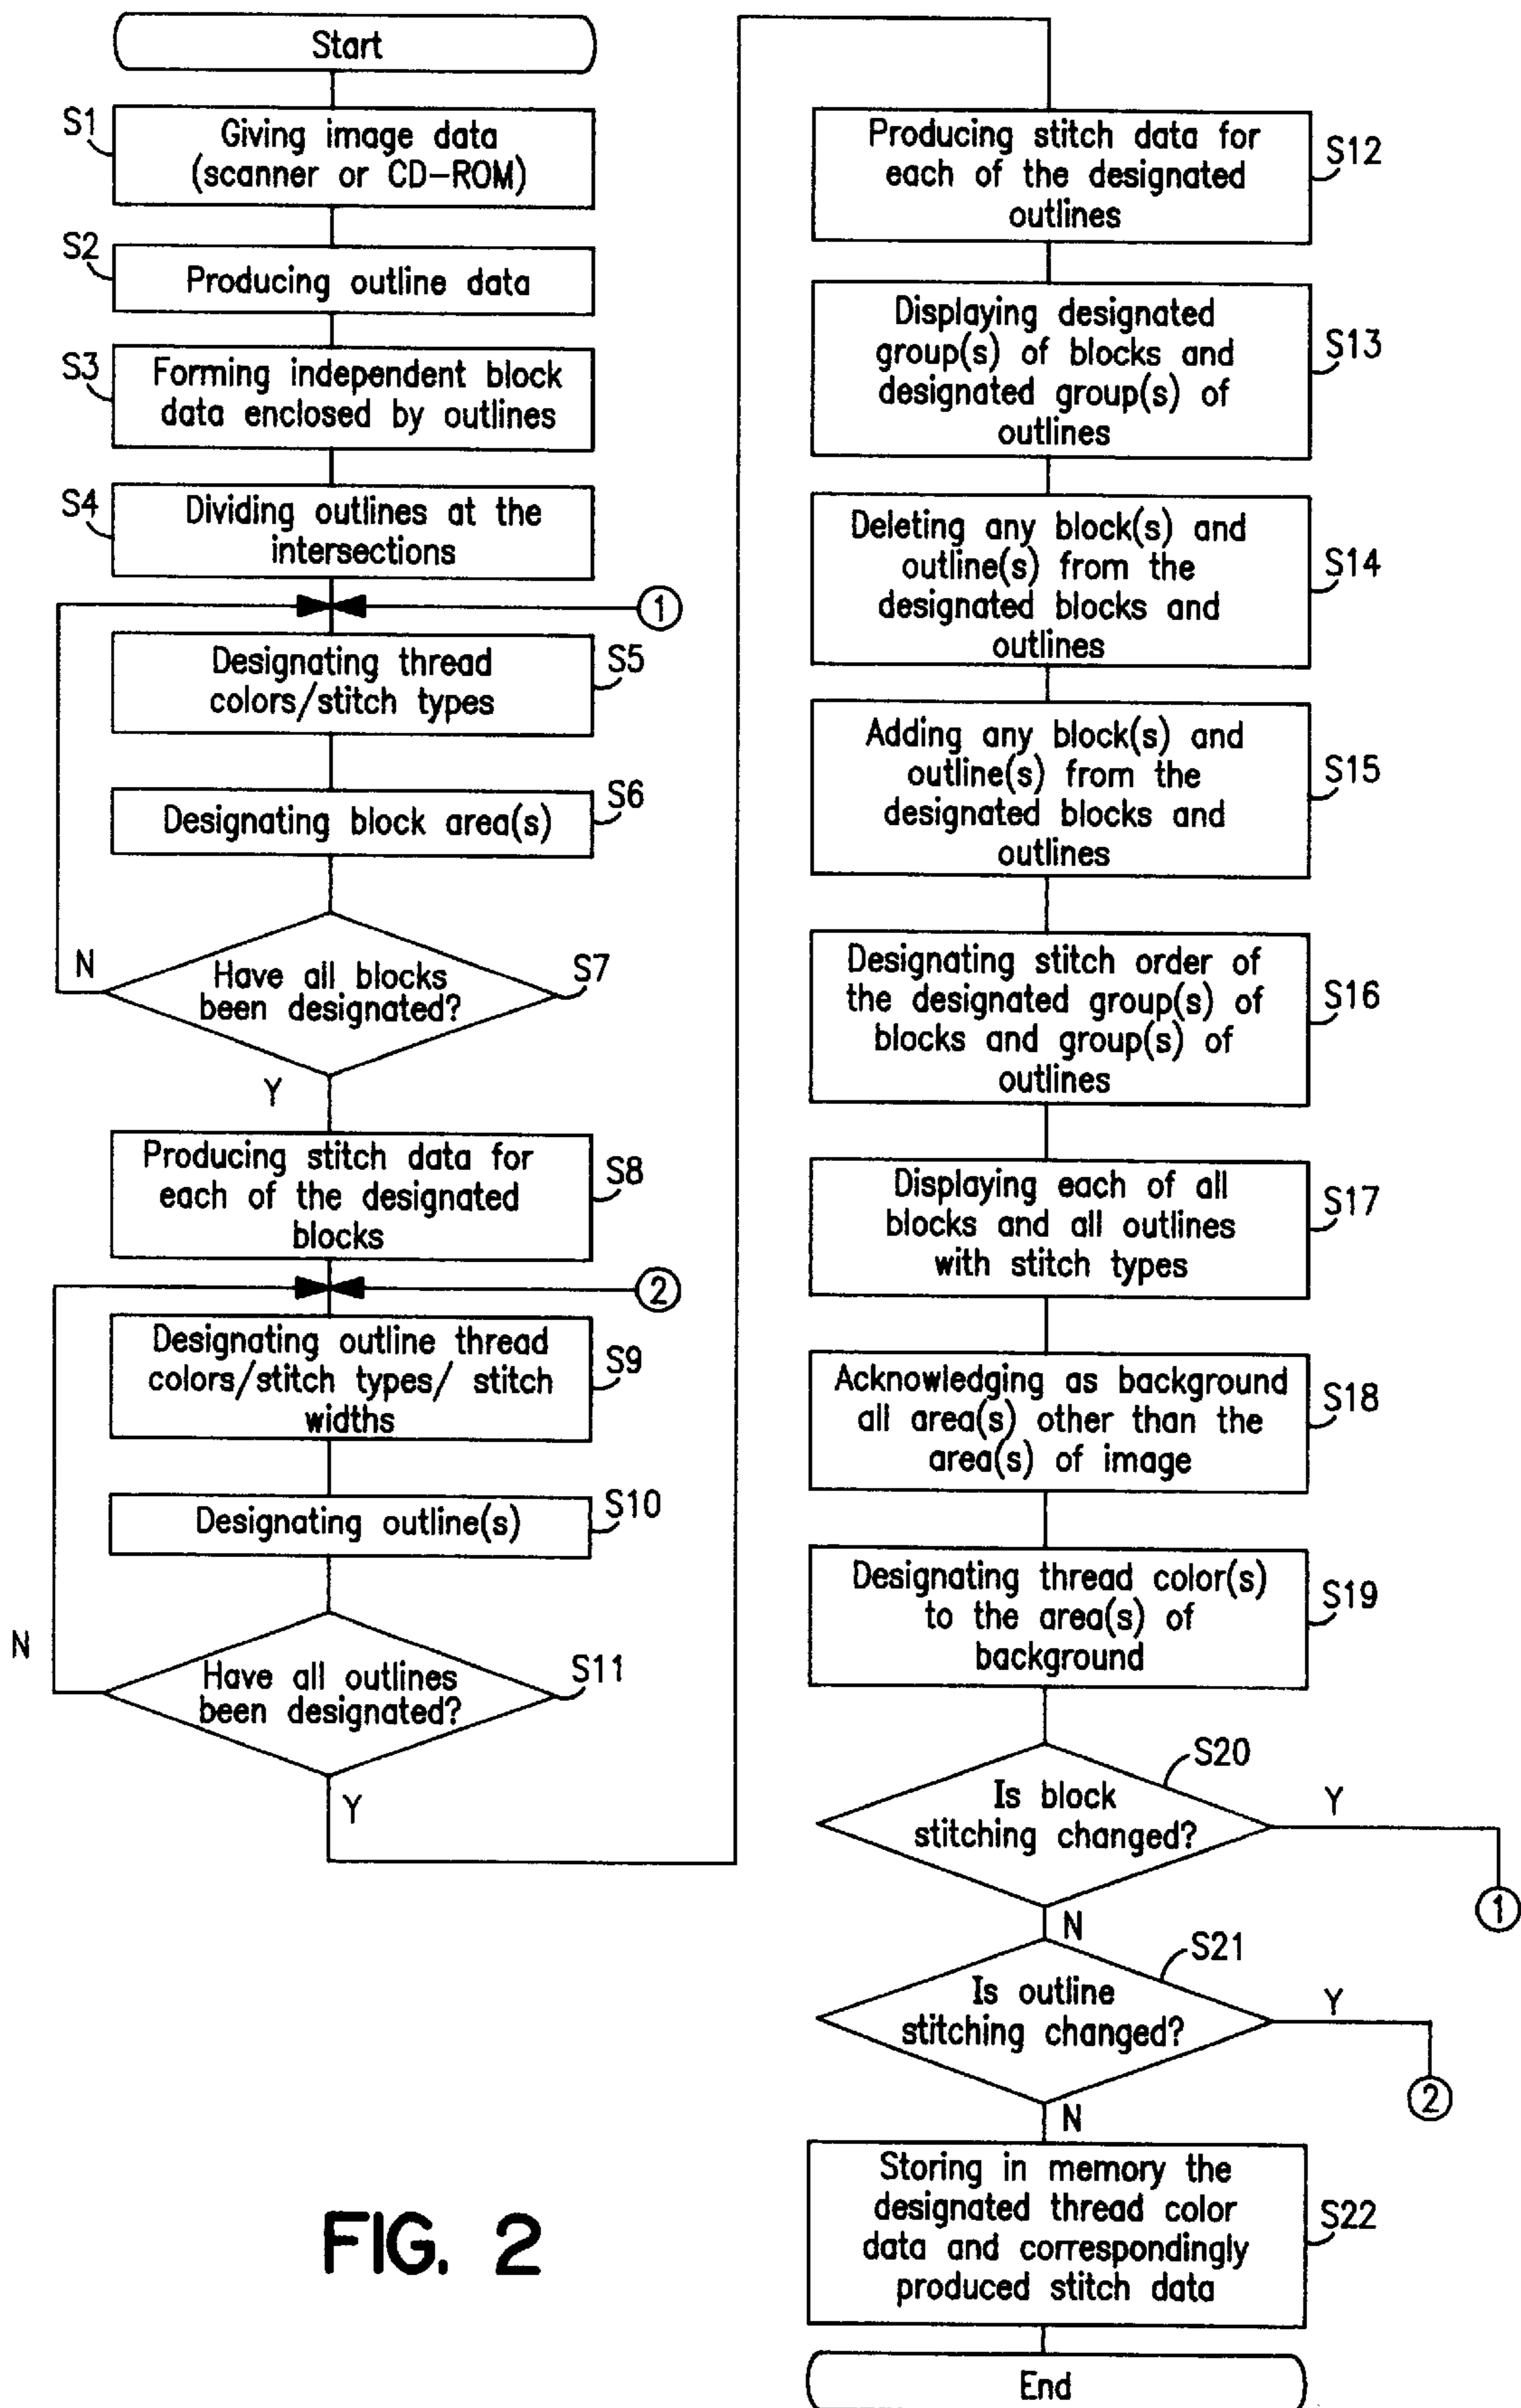 Start
S1
Giving image data
(scanner or CD-ROM)
S2
Producing outline data
S3
Forming independent block
data enclosed by outlines
S4
Dividing outlines at the
intersections
1
Designating thread
colors/stitch types
S5
Designating block area(s)
S6
N
Have all blocks
been designated?
S7
Y
Producing stitch data for
each of the designated
blocks
S8
2
Designating outline thread
colors/stitch types/ stitch
widths
S9
Designating outline(s)
S10
N
Have all outlines
been designated?
S11
Y
Producing stitch data for
each of the designated
outlines
S12
Displaying designated
group(s) of blocks and
designated group(s) of
outlines
S13
Deleting any block(s) and
outline(s) from the
designated blocks and
outlines
S14
Adding any block(s) and
outline(s) from the
designated blocks and
outlines
S15
Designating stitch order of
the designated group(s) of
blocks and group(s) of
outlines
S16
Displaying each of all
blocks and all outlines
with stitch types
S17
Acknowledging as background
all area(s) other than the
area(s) of image
S18
Designating thread color(s)
to the area(s) of
background
S19
S20
Is block
stitching changed?
Y
1
N
S21
Is outline
stitching changed?
Y
2
N
Storing in memory the
designated thread color
data and correspondingly
produced stitch data
S22
End
FIG. 2